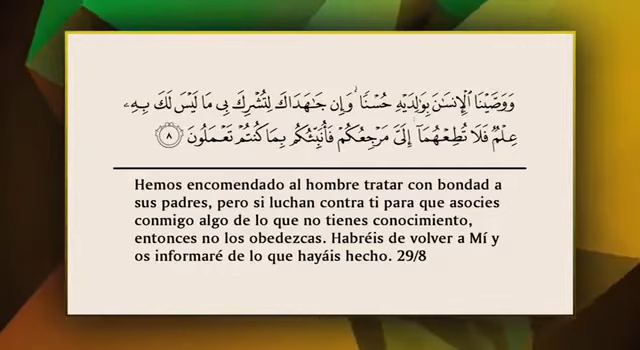 وَوَصَّيْنَا ٱلْإِنسَـٰنَ بِوَٰلِدَيْهِ حُسْنًا ۖ وَإِن جَـٰهَدَاكَ لِتُشْرِكَ بِى مَا لَيْسَ لَكَ بِهِۦ
عِلْمٌ فَلَا تُطِعْهُمَآ ۚ إِلَىَّ مَرْجِعُكُمْ فَأُنَبِّئُكُم بِمَا كُنتُمْ تَعْمَلُونَ ﴿٨﴾
Hemos encomendado al hombre tratar con bondad a
sus padres, pero si luchan contra ti para que asocies
conmigo algo de lo que no tienes conocimiento,
entonces no los obedezcas. Habréis de volver a Mí y
os informaré de lo que hayáis hecho. 29/8